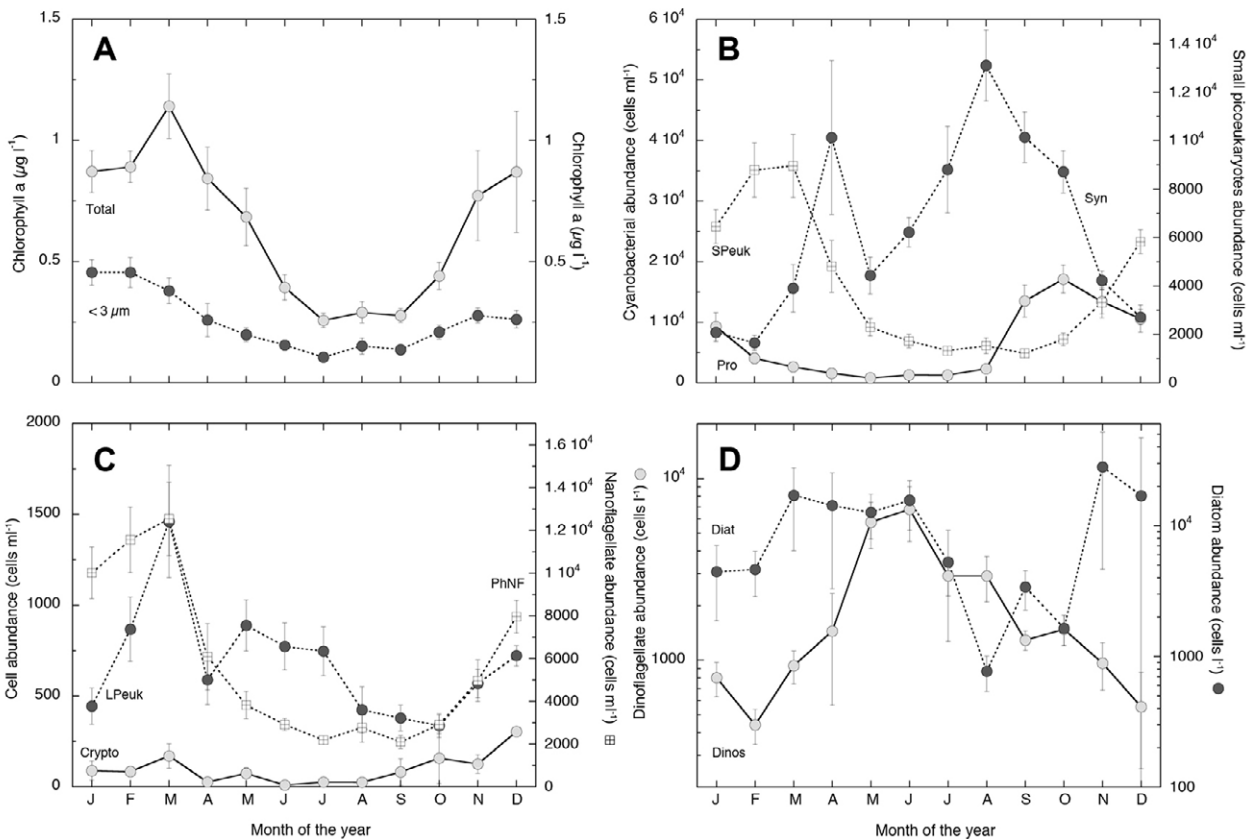 A
1.5
1
0.5
0
Chlorophyll a (µg l⁻¹)
Total
< 3 µm
1.5
1
0.5
0
Chlorophyll a (µg l⁻¹)
B
6 10⁴
5 10⁴
4 10⁴
3 10⁴
2 10⁴
1 10⁴
0
Cyanobacterial abundance (cells ml⁻¹)
SPeuk
Pro
Syn
1.4 10⁴
1.2 10⁴
1 10⁴
8000
6000
4000
2000
0
Small picoeukaryotes abundance (cells ml⁻¹)
C
2000
1500
1000
500
0
Cell abundance (cells ml⁻¹)
LPeuk
Crypto
PhNF
1.6 10⁴
1.4 10⁴
1.2 10⁴
1 10⁴
8000
6000
4000
2000
0
Nanoflagellate abundance (cells ml⁻¹)
J F M A M J J A S O N D
Month of the year
D
10⁴
1000
Dinoflagellate abundance (cells l⁻¹)
Diat
Dinos
10⁴
1000
100
Diatom abundance (cells l⁻¹)
J F M A M J J A S O N D
Month of the year